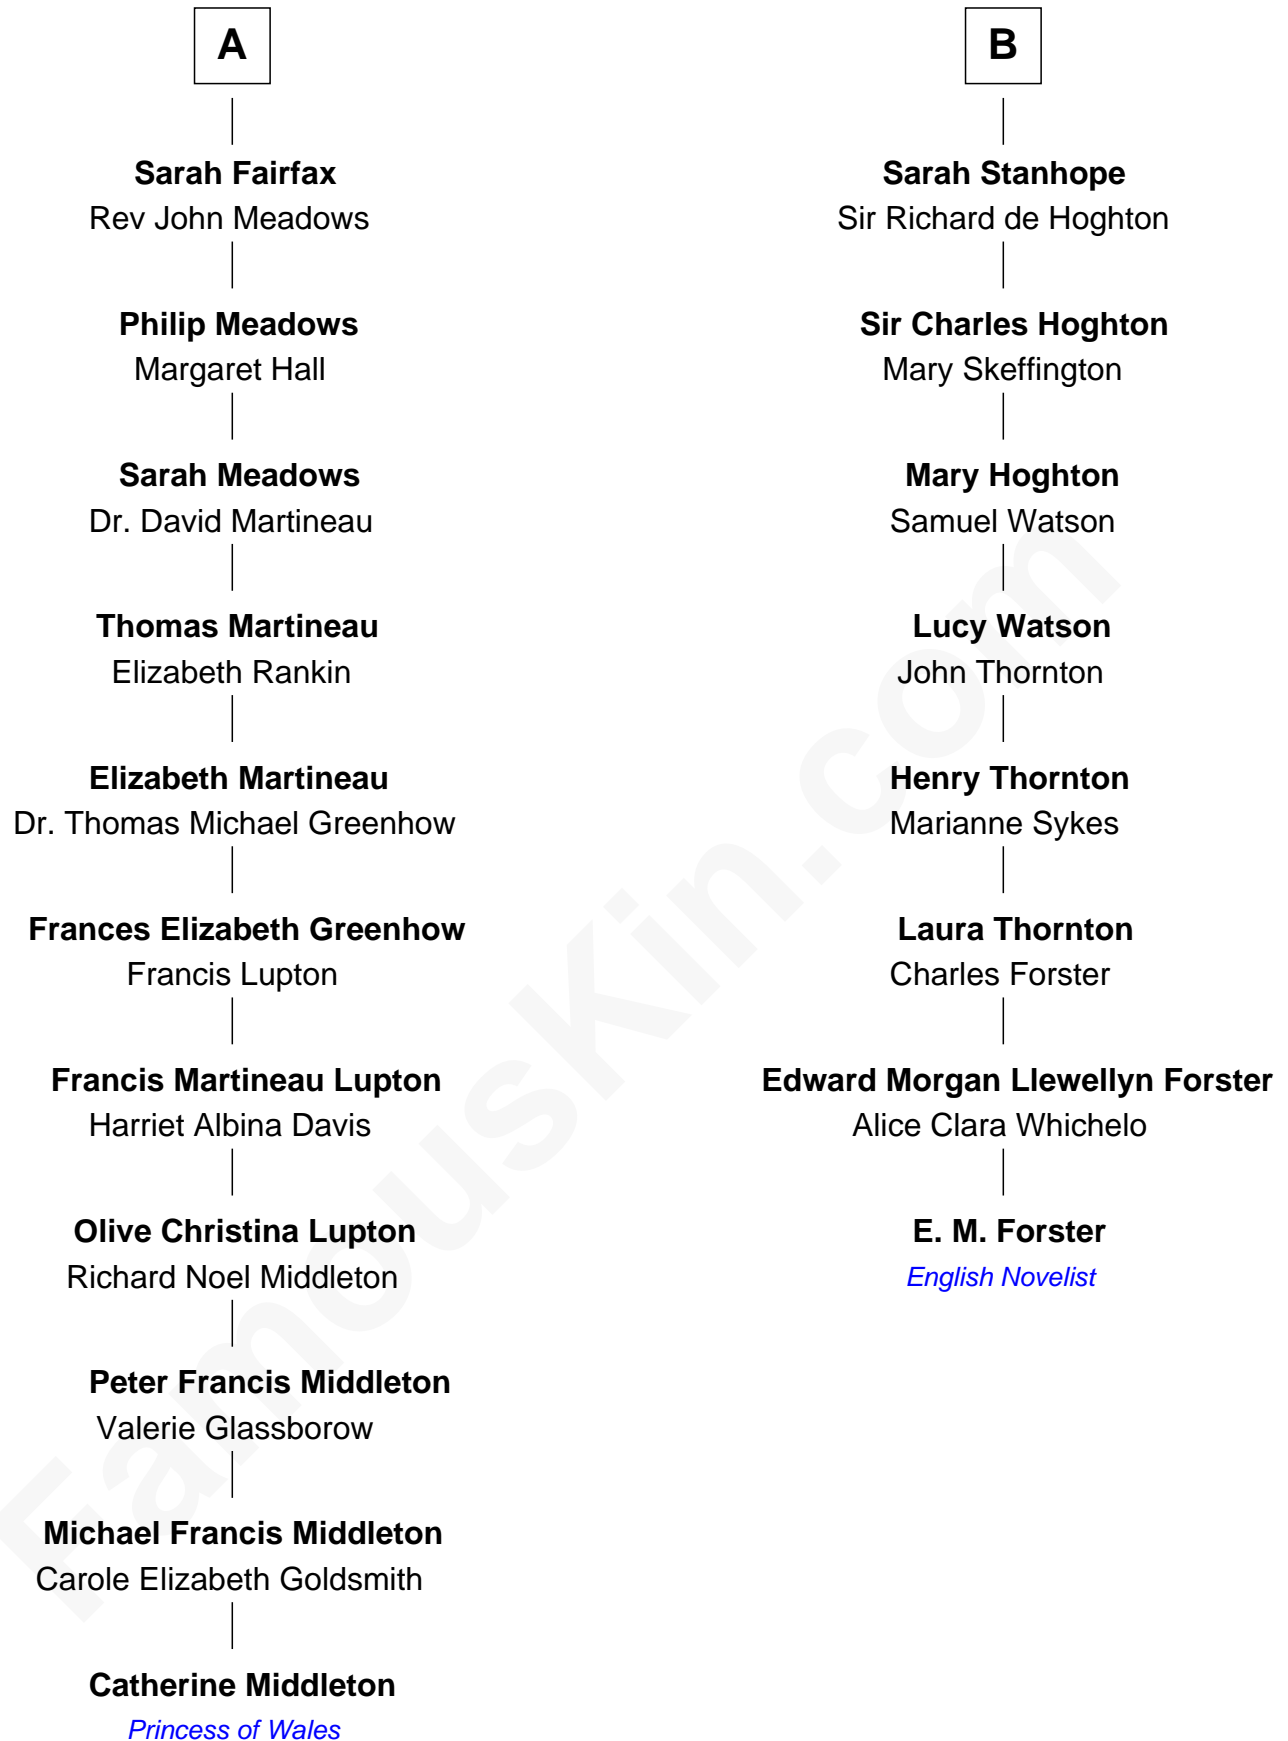 A
Sarah Fairfax
Rev John Meadows
Philip Meadows
Margaret Hall
Sarah Meadows
Dr. David Martineau
Thomas Martineau
Elizabeth Rankin
Elizabeth Martineau
Dr. Thomas Michael Greenhow
Frances Elizabeth Greenhow
Francis Lupton
Francis Martineau Lupton
Harriet Albina Davis
Olive Christina Lupton
Richard Noel Middleton
Peter Francis Middleton
Valerie Glassborow
Michael Francis Middleton
Carole Elizabeth Goldsmith
Catherine Middleton
Princess of Wales
B
Sarah Stanhope
Sir Richard de Hoghton
Sir Charles Hoghton
Mary Skeffington
Mary Hoghton
Samuel Watson
Lucy Watson
John Thornton
Henry Thornton
Marianne Sykes
Laura Thornton
Charles Forster
Edward Morgan Llewellyn Forster
Alice Clara Whichelo
E. M. Forster
English Novelist
FamousKin.com